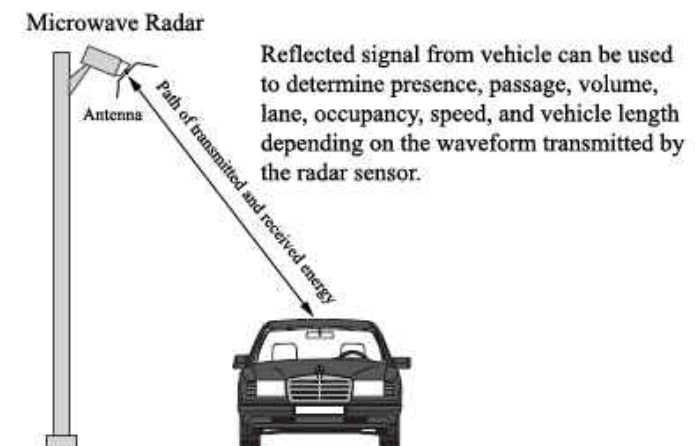 Microwave Radar
Reflected signal from vehicle can be used
to determine presence, passage, volume,
lane, occupancy, speed, and vehicle length
depending on the waveform transmitted by
the radar sensor.
Antenna
Path of transmitted and received energy